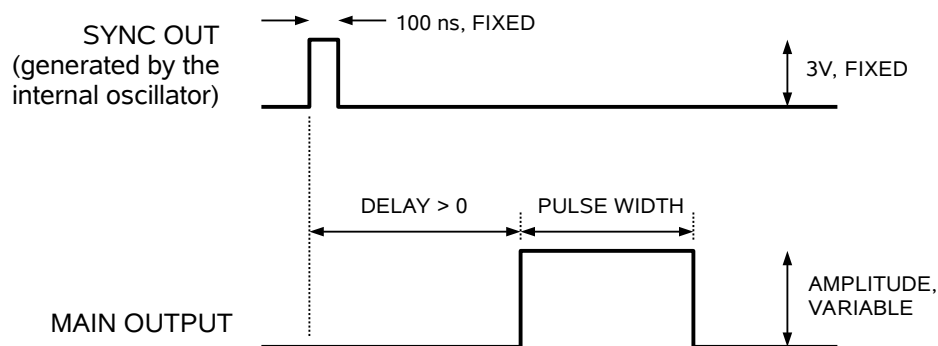 100 ns, FIXED
SYNC OUT
(generated by the
internal oscillator)
3V, FIXED
DELAY > 0
PULSE WIDTH
AMPLITUDE,
VARIABLE
MAIN OUTPUT